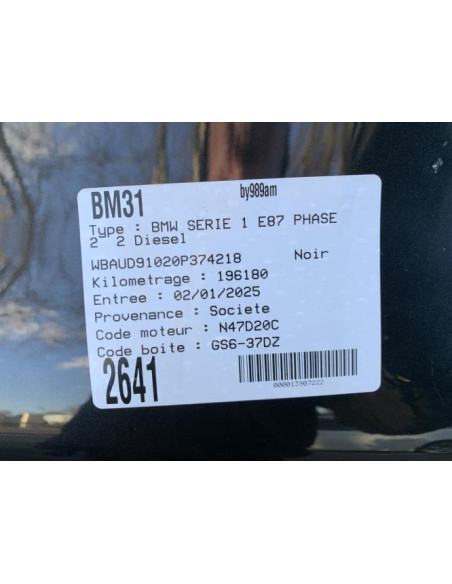 BM31
by989am
Type : BMW SERIE 1 E87 PHASE
2 2 Diesel
WBAUD91020P374218 Noir
Kilometrage : 196180
Entree : 02/01/2025
Provenance : Societe
Code moteur : N47D20C
Code boite : GS6-37DZ
2641
000013907222